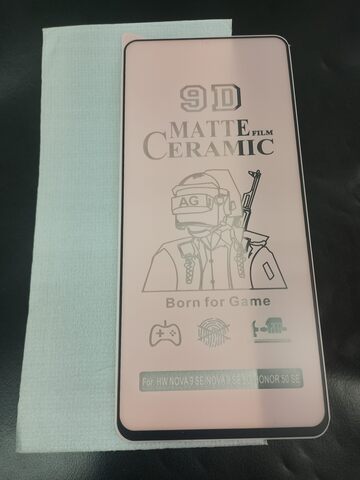 9D
MATTE FILM
CERAMIC
AG
Born for Game
For HW NOVA 9 SE/NOVA 9 SE 5G/HONOR 50 SE